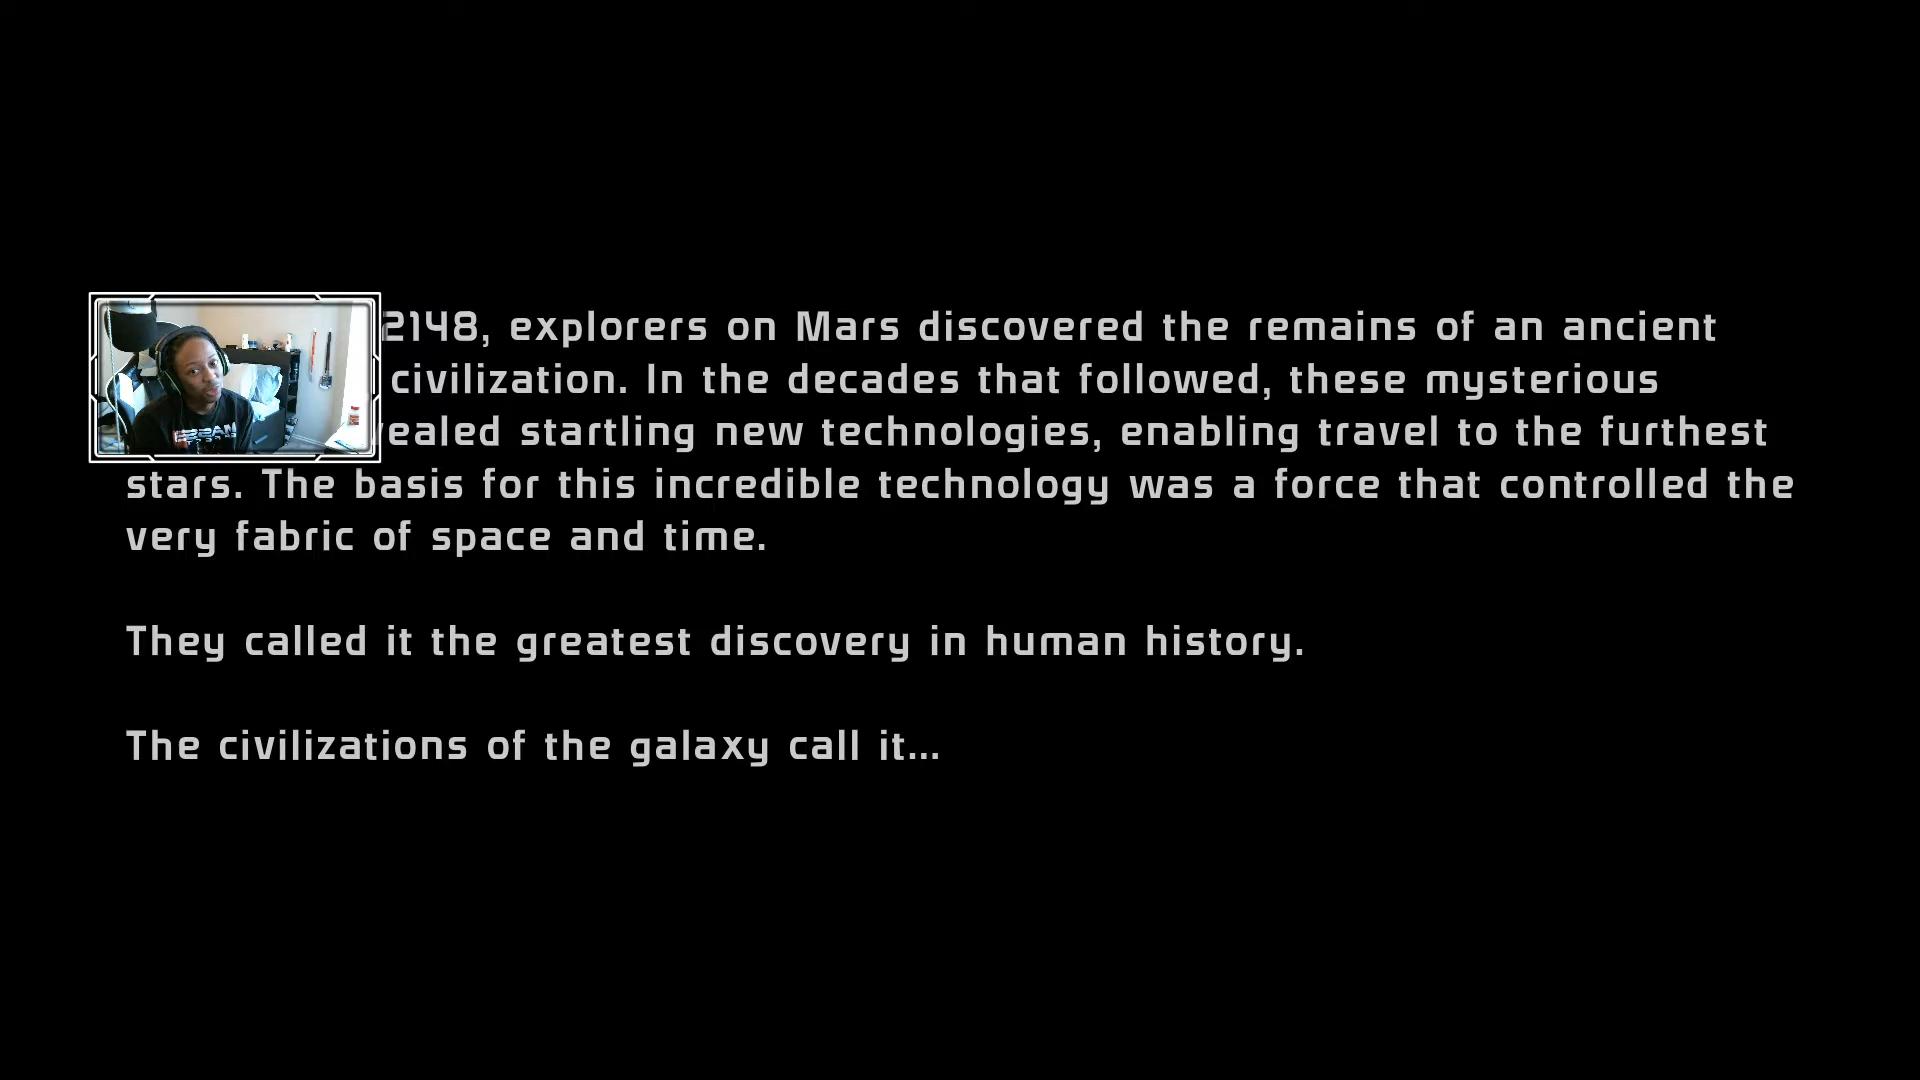 2148, explorers on Mars discovered the remains of an ancient
civilization. In the decades that followed, these mysterious
startling new technologies, enabling travel to the furthest
stars. The basis for this incredible technology was a force that controlled the
very fabric of space and time.
They called it the greatest discovery in human history.
The civilizations of the galaxy call it...